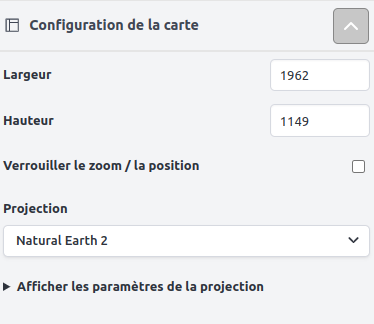 Configuration de la carte
Largeur
1962
Hauteur
1149
Verrouiller le zoom / la position
Projection
Natural Earth 2
Afficher les paramètres de la projection